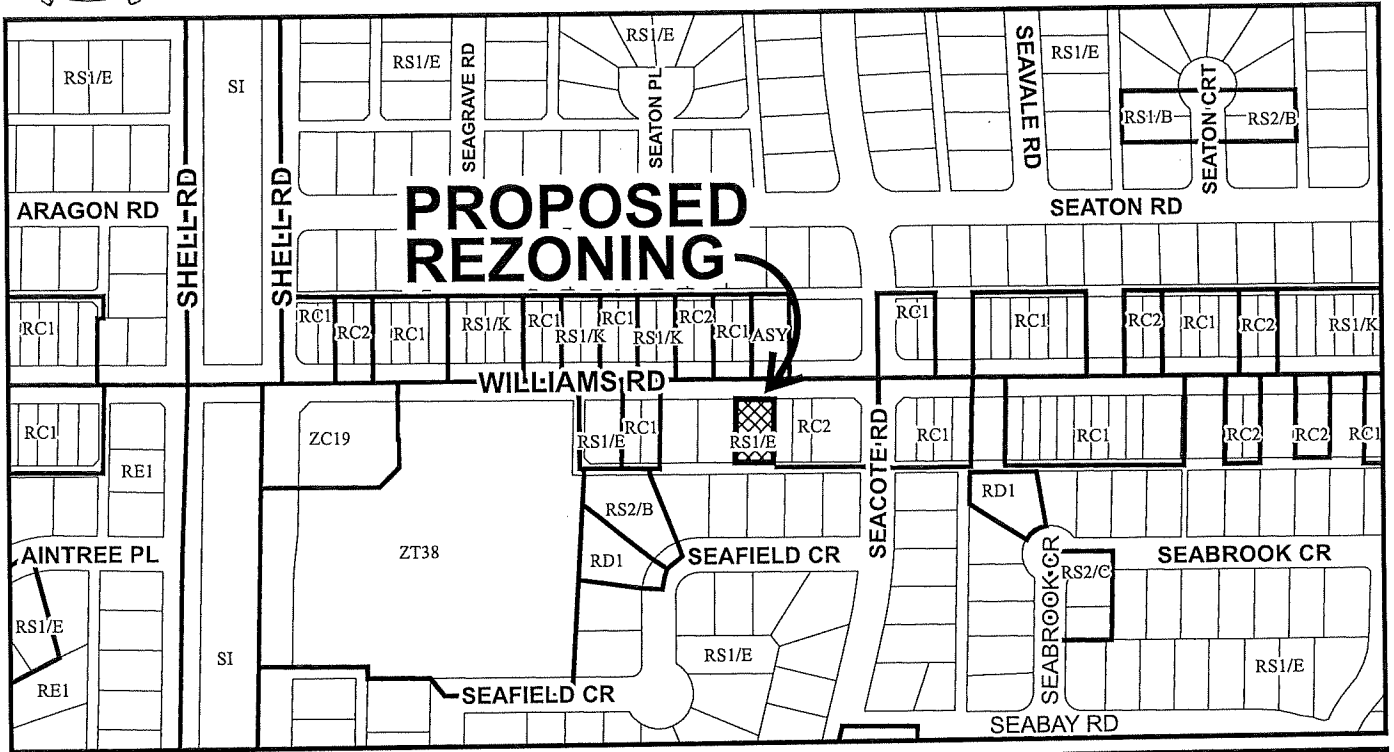 RS1/E
SI
RS1/E
SEAGRAVE RD
RS1/E
SEATON PL
SEAVALE RD
RS1/E
RS1/B
SEATON CRT
RS2/B
ARAGON RD
SHELL RD
SHELL RD
PROPOSED
REZONING
SEATON RD
RC1
RC1
RC2
RC1
RS1/K
RC1
RS1/K
RC1
RS1/K
RC2
RC1
ASY
RC1
RC1
RC2
RC1
RC2
RS1/K
WILLIAMS RD
RC1
RE1
ZC19
RS1/E
RC1
RS1/E
RC2
SEACOTE RD
RC1
RC1
RC2
RC2
RC1
AINTREE PL
ZT38
RS2/B
RD1
SEAFIELD CR
RD1
SEABROOK CR
RS2/C
SEABROOK CR
RS1/E
RE1
SI
SEAFIELD CR
RS1/E
RS1/E
SEABAY RD